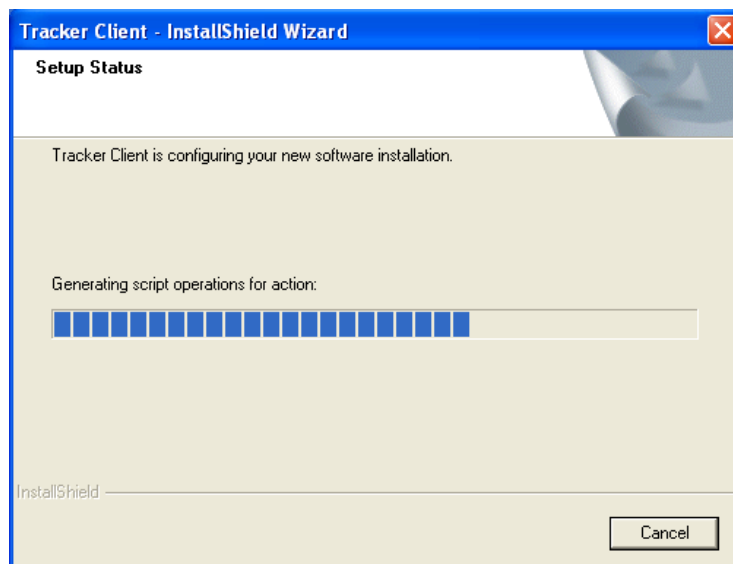 Tracker Client - InstallShield Wizard
Setup Status
Tracker Client is configuring your new software installation.
Generating script operations for action:
InstallShield
Cancel